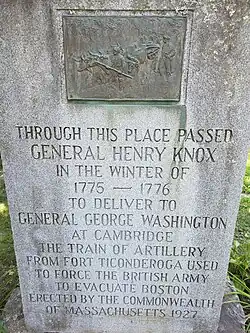 THROUGH THIS PLACE PASSED
GENERAL HENRY KNOX
IN THE WINTER OF
1775 — 1776
TO DELIVER TO
GENERAL GEORGE WASHINGTON
AT CAMBRIDGE
THE TRAIN OF ARTILLERY
FROM FORT TICONDEROGA USED
TO FORCE THE BRITISH ARMY
TO EVACUATE BOSTON
ERECTED BY THE COMMONWEALTH
OF MASSACHUSETTS 1927